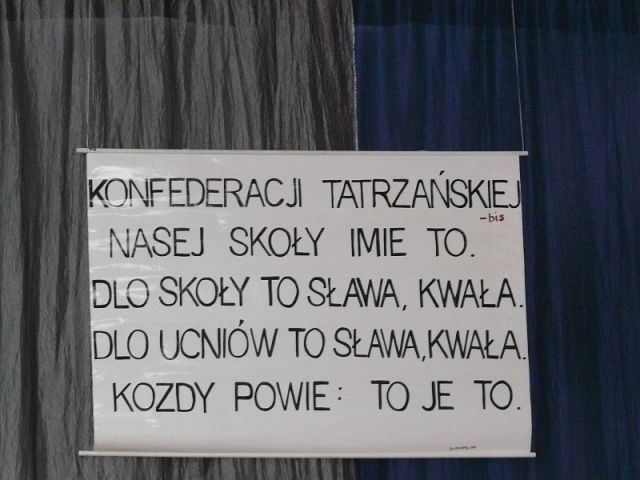 KONFEDERACJI TATRZAŃSKIEJ
-bis
NASEJ SKOŁY IMIE TO.
DLO SKOŁY TO SŁAWA, KWAŁA.
DLO UCNIÓW TO SŁAWA, KWAŁA.
KOZDY POWIE: TO JE TO.